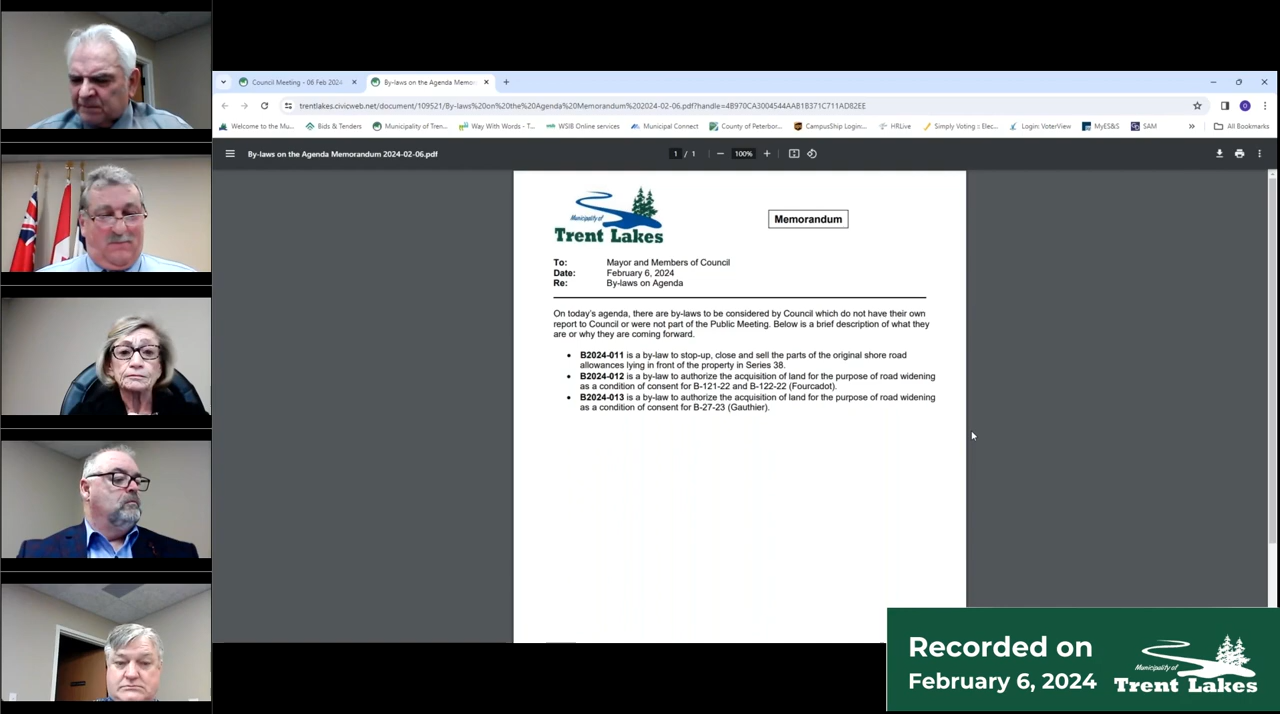 Council Meeting - 06 Feb 2024
By-laws on the Agenda Memor
trentlakes.civicweb.net/document/109521/By-laws%20on%20the%20Agenda%20Memorandum%202024-02-06.pdf?handle=4B970CA3004544AAB1B371C711AD82EE
Welcome to the Mu... Bids & Tenders Municipality of Tren... Way With Words - T... WSIB Online services Municipal Connect County of Peterbor... CampusShip Login:... HRLive Simply Voting :: Elec... Login: VoterView MyES&S SAM » All Bookmarks
By-laws on the Agenda Memorandum 2024-02-06.pdf
1 / 1 100%
Municipality of
Trent Lakes
Memorandum
To: Mayor and Members of Council
Date: February 6, 2024
Re: By-laws on Agenda
On today's agenda, there are by-laws to be considered by Council which do not have their own
report to Council or were not part of the Public Meeting. Below is a brief description of what they
are or why they are coming forward.
• B2024-011 is a by-law to stop-up, close and sell the parts of the original shore road
allowances lying in front of the property in Series 38.
• B2024-012 is a by-law to authorize the acquisition of land for the purpose of road widening
as a condition of consent for B-121-22 and B-122-22 (Fourcadot).
• B2024-013 is a by-law to authorize the acquisition of land for the purpose of road widening
as a condition of consent for B-27-23 (Gauthier).
Recorded on
February 6, 2024
Municipality of
Trent Lakes